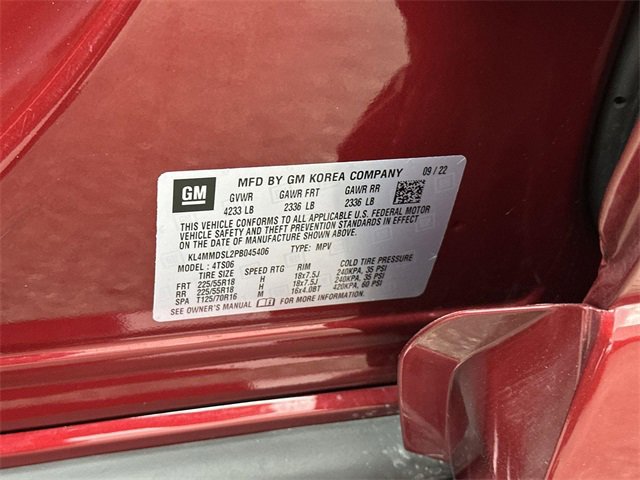 GM MFD BY GM KOREA COMPANY 09 / 22
GVWR GAWR FRT GAWR RR
4233 LB 2336 LB 2336 LB
THIS VEHICLE CONFORMS TO ALL APPLICABLE U.S. FEDERAL MOTOR
VEHICLE SAFETY AND THEFT PREVENTION STANDARDS IN EFFECT ON
THE DATE OF MANUFACTURE SHOWN ABOVE.
KL4MMDSL2PB045406 TYPE: MPV
MODEL: 4TS06
TIRE SIZE SPEED RTG RIM COLD TIRE PRESSURE
FRT 225/55R18 H 18x7.5J 240KPA, 35 PSI
RR 225/55R18 H 18x7.5J 240KPA, 35 PSI
SPA T125/70R16 M 16x4.0BT 420KPA, 60 PSI
SEE OWNER'S MANUAL FOR MORE INFORMATION.